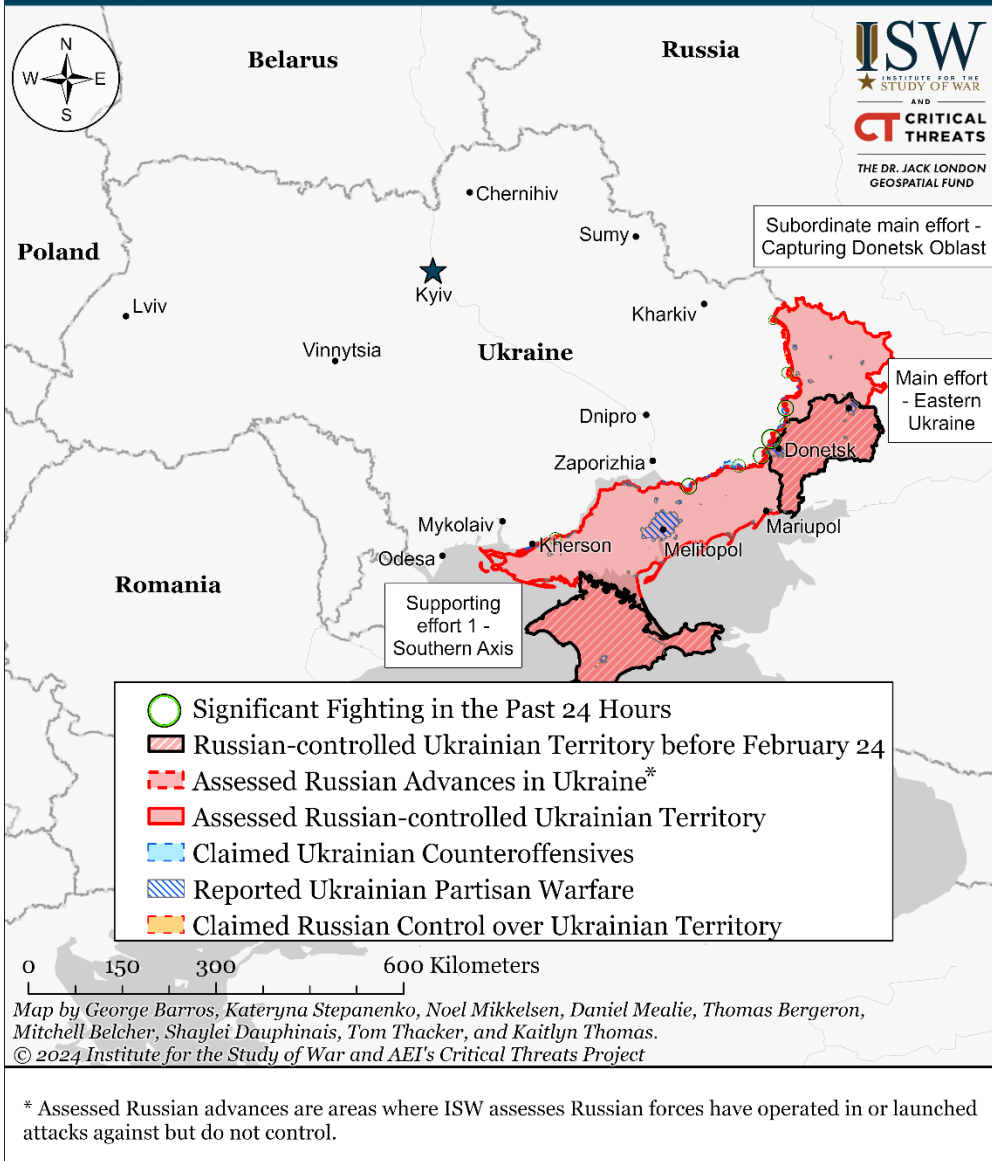 N
W
E
S
Belarus
Russia
ISW
INSTITUTE FOR THE
STUDY OF WAR
AND
CT CRITICAL
THREATS
THE DR. JACK LONDON
GEOSPATIAL FUND
Chernihiv
Sumy
Subordinate main effort -
Capturing Donetsk Oblast
Poland
Kyiv
Lviv
Kharkiv
Vinnytsia
Ukraine
Main effort
- Eastern
Ukraine
Dnipro
Donetsk
Zaporizhia
Mykolaiv
Mariupol
Kherson
Melitopol
Odesa
Romania
Supporting
effort 1 -
Southern Axis
Significant Fighting in the Past 24 Hours
Russian-controlled Ukrainian Territory before February 24
Assessed Russian Advances in Ukraine*
Assessed Russian-controlled Ukrainian Territory
Claimed Ukrainian Counteroffensives
Reported Ukrainian Partisan Warfare
Claimed Russian Control over Ukrainian Territory
0 150 300 600 Kilometers
Map by George Barros, Kateryna Stepanenko, Noel Mikkelsen, Daniel Mealie, Thomas Bergeron,
Mitchell Belcher, Shaylei Dauphinais, Tom Thacker, and Kaitlyn Thomas.
© 2024 Institute for the Study of War and AEI's Critical Threats Project
* Assessed Russian advances are areas where ISW assesses Russian forces have operated in or launched
attacks against but do not control.